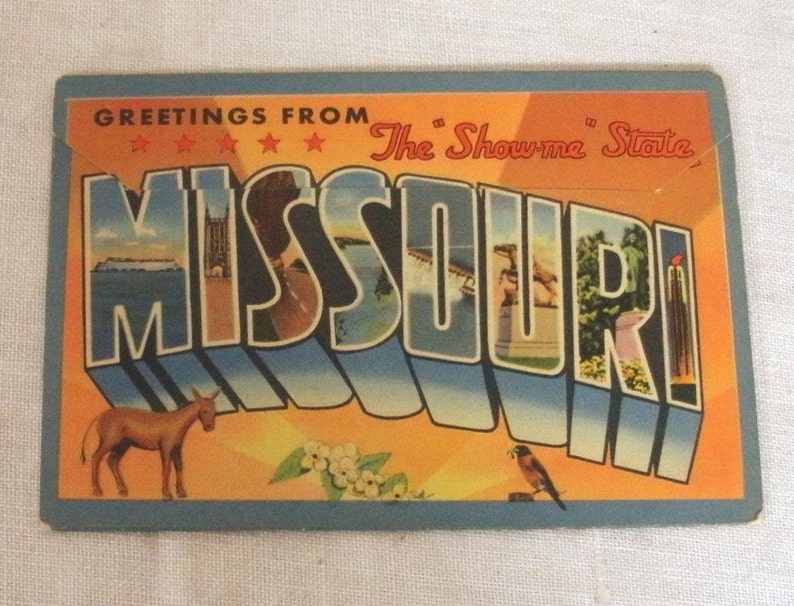 GREETINGS FROM
The "Show-me" State,
MISSOURI